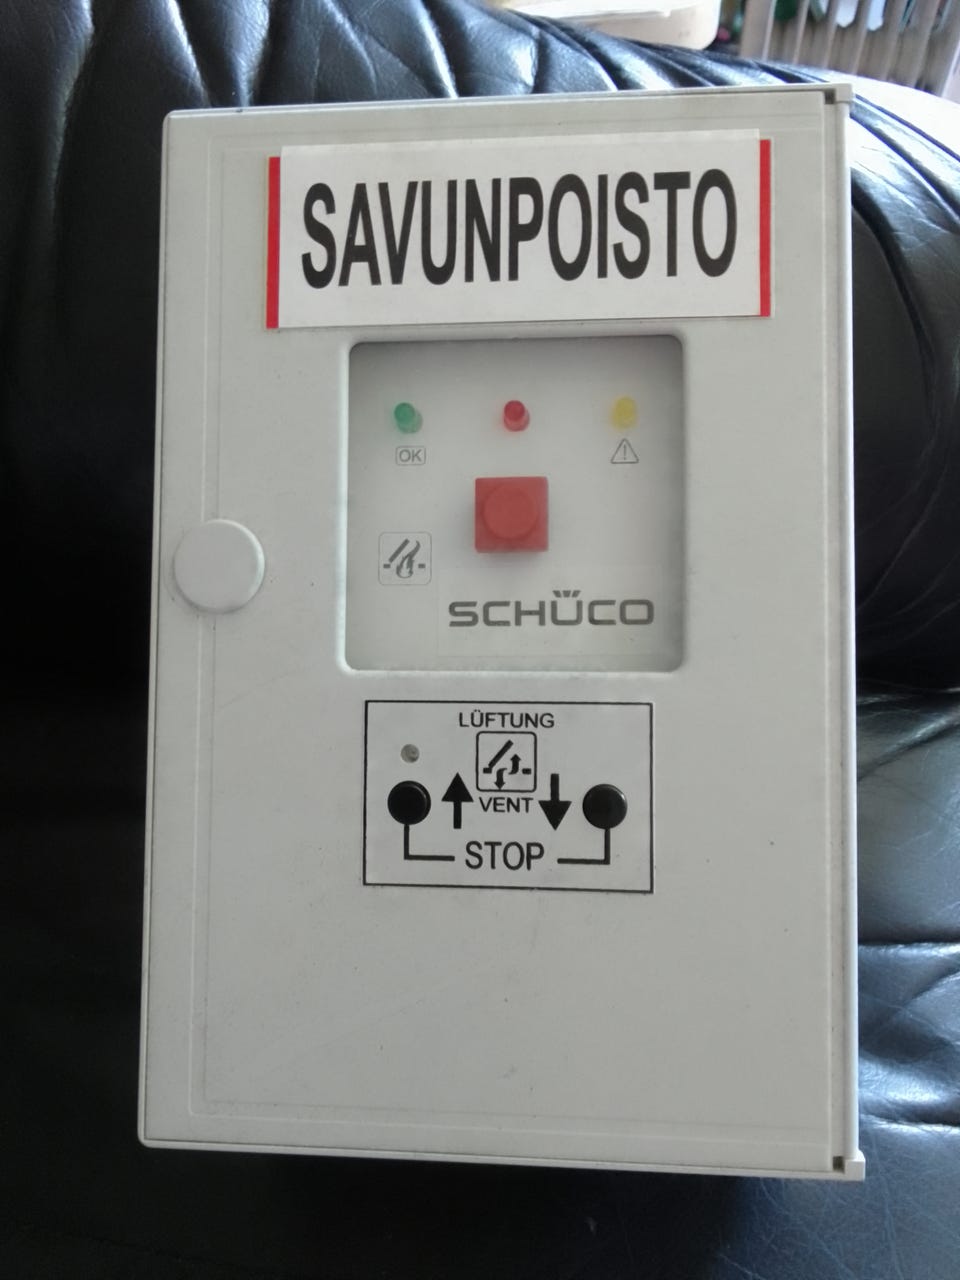 SAVUNPOISTO
OK
SCHÜCO
LÜFTUNG
VENT
STOP